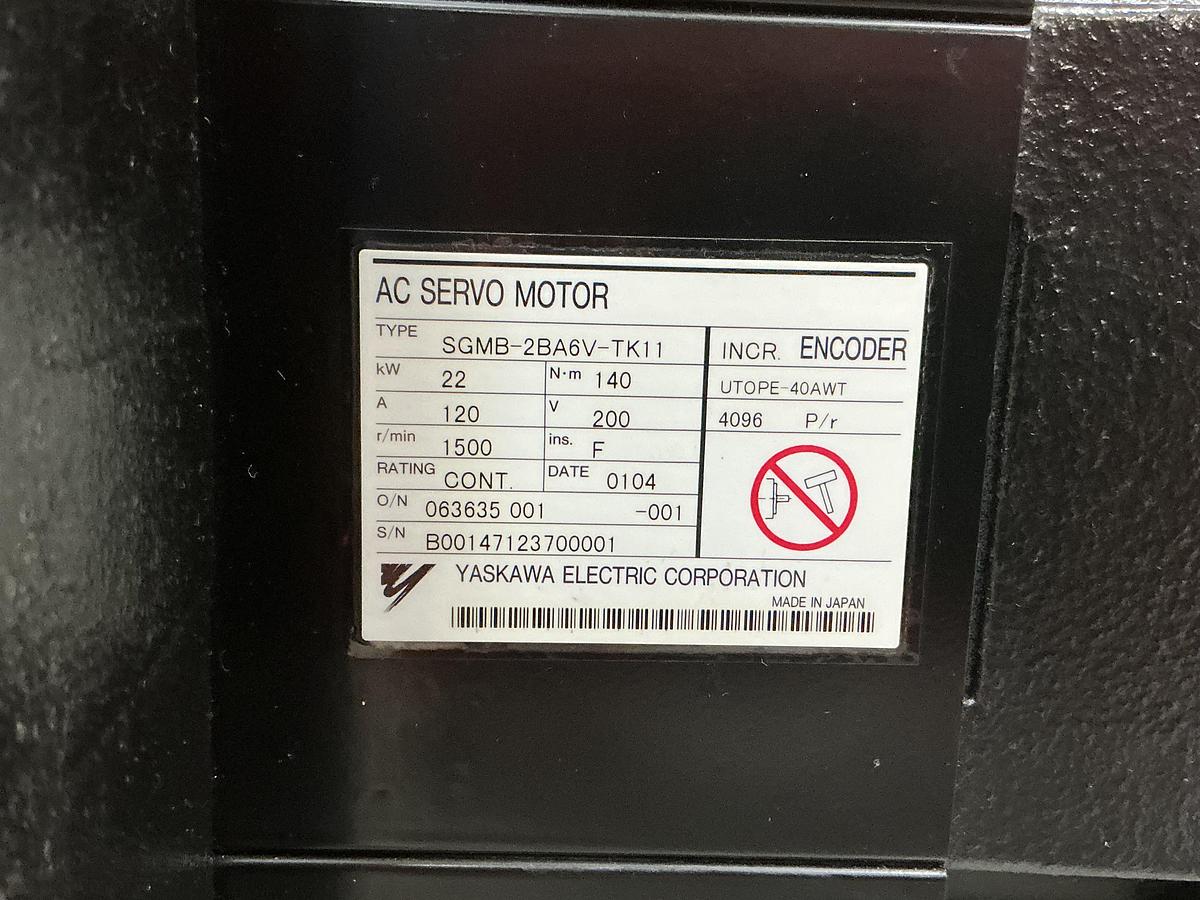 AC SERVO MOTOR
TYPE SGMB-2BA6V-TK11
kW 22 N·m 140
A 120 V 200
r/min 1500 ins. F
RATING CONT. DATE 0104
O/N 063635 001 -001
S/N B00147123700001
INCR. ENCODER
UTOPE-40AWT
4096 P/r
YASKAWA ELECTRIC CORPORATION
MADE IN JAPAN